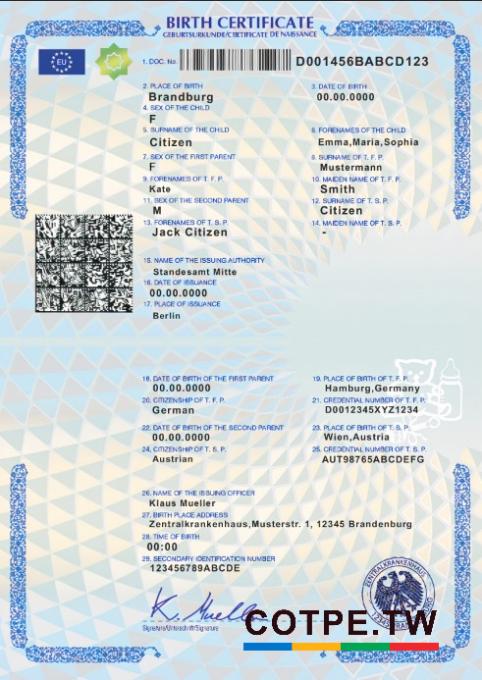 BIRTH CERTIFICATE
GEBURTSURKUNDE/CERTIFICATE DE NAISSANCE
EU
1. DOC. No. D001456BABCD123
2. PLACE OF BIRTH 3. DATE OF BIRTH
Brandburg 00.00.0000
4. SEX OF THE CHILD
F
5. SURNAME OF THE CHILD 6. FORENAMES OF THE CHILD
Citizen Emma,Maria,Sophia
7. SEX OF THE FIRST PARENT 8. SURNAME OF T. F. P.
F Mustermann
9. FORENAMES OF T. F. P. 10. MAIDEN NAME OF T. F. P.
Kate Smith
11. SEX OF THE SECOND PARENT 12. SURNAME OF T. S. P.
M Citizen
13. FORENAMES OF T. S. P. 14. MAIDEN NAME OF T. S. P.
Jack Citizen -
15. NAME OF THE ISSUING AUTHORITY
Standesamt Mitte
16. DATE OF ISSUANCE
00.00.0000
17. PLACE OF ISSUANCE
Berlin
18. DATE OF BIRTH OF THE FIRST PARENT 19. PLACE OF BIRTH OF T. F. P.
00.00.0000 Hamburg,Germany
20. CITIZENSHIP OF T. F. P. 21. CREDENTIAL NUMBER OF T. F. P.
German D0012345XYZ1234
22. DATE OF BIRTH OF THE SECOND PARENT 23. PLACE OF BIRTH OF T. S. P.
00.00.0000 Wien,Austria
24. CITIZENSHIP OF T. S. P. 25. CREDENTIAL NUMBER OF T. S. P.
Austrian AUT98765ABCDEFG
26. NAME OF THE ISSUING OFFICER
Klaus Mueller
27. BIRTH PLACE ADDRESS
Zentralkrankenhaus,Musterstr. 1, 12345 Brandenburg
28. TIME OF BIRTH
00:00
29. SECONDARY IDENTIFICATION NUMBER
123456789ABCDE
ZENTRALKRANKENHAUS
K. Mueller
Signature/Unterschrift/Signature
COTPE.TW